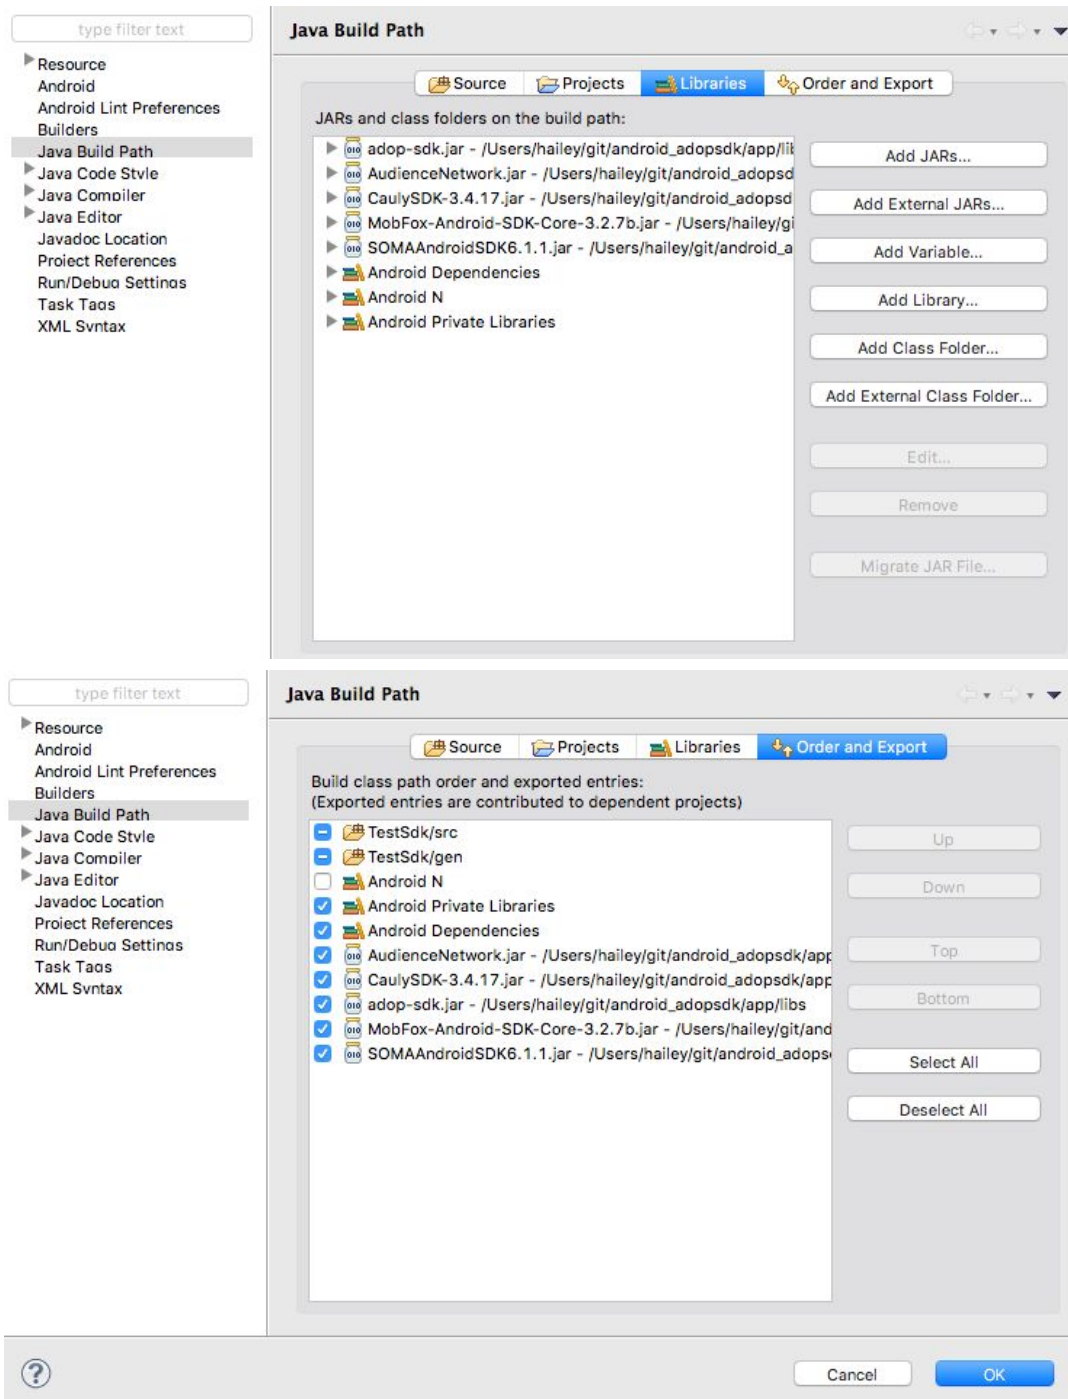 type filter text
Resource
Android
Android Lint Preferences
Builders
Java Build Path
Java Code Style
Java Compiler
Java Editor
Javadoc Location
Project References
Run/Debug Settings
Task Tags
XML Syntax
Java Build Path
Source Projects Libraries Order and Export
JARs and class folders on the build path:
adop-sdk.jar - /Users/hailey/git/android_adopsdk/app/lib
AudienceNetwork.jar - /Users/hailey/git/android_adopsd
CaulySDK-3.4.17.jar - /Users/hailey/git/android_adopsd
MobFox-Android-SDK-Core-3.2.7b.jar - /Users/hailey/gi
SOMAAndroidSDK6.1.1.jar - /Users/hailey/git/android_a
Android Dependencies
Android N
Android Private Libraries
Add JARs...
Add External JARs...
Add Variable...
Add Library...
Add Class Folder...
Add External Class Folder...
Edit...
Remove
Migrate JAR File...
type filter text
Resource
Android
Android Lint Preferences
Builders
Java Build Path
Java Code Style
Java Compiler
Java Editor
Javadoc Location
Project References
Run/Debug Settings
Task Tags
XML Syntax
Java Build Path
Source Projects Libraries Order and Export
Build class path order and exported entries:
(Exported entries are contributed to dependent projects)
TestSdk/src
TestSdk/gen
Android N
Android Private Libraries
Android Dependencies
AudienceNetwork.jar - /Users/hailey/git/android_adopsdk/app
CaulySDK-3.4.17.jar - /Users/hailey/git/android_adopsdk/app
adop-sdk.jar - /Users/hailey/git/android_adopsdk/app/libs
MobFox-Android-SDK-Core-3.2.7b.jar - /Users/hailey/git/and
SOMAAndroidSDK6.1.1.jar - /Users/hailey/git/android_adops
Up
Down
Top
Bottom
Select All
Deselect All
Cancel OK